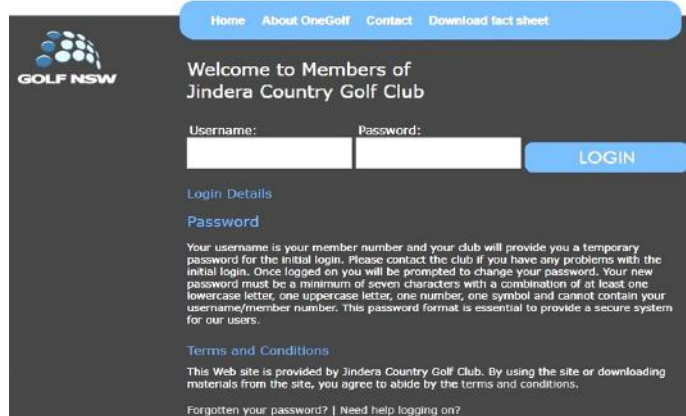 Home About OneGolf Contact Download fact sheet
GOLF NSW
Welcome to Members of
Jindera Country Golf Club
Username: Password:
LOGIN
Login Details
Password
Your username is your member number and your club will provide you a temporary
password for the initial login. Please contact the club if you have any problems with the
initial login. Once logged on you will be prompted to change your password. Your new
password must be a minimum of seven characters with a combination of at least one
lowercase letter, one uppercase letter, one number, one symbol and cannot contain your
username/member number. This password format is essential to provide a secure system
for our users.
Terms and Conditions
This Web site is provided by Jindera Country Golf Club. By using the site or downloading
materials from the site, you agree to abide by the terms and conditions.
Forgotten your password? | Need help logging on?